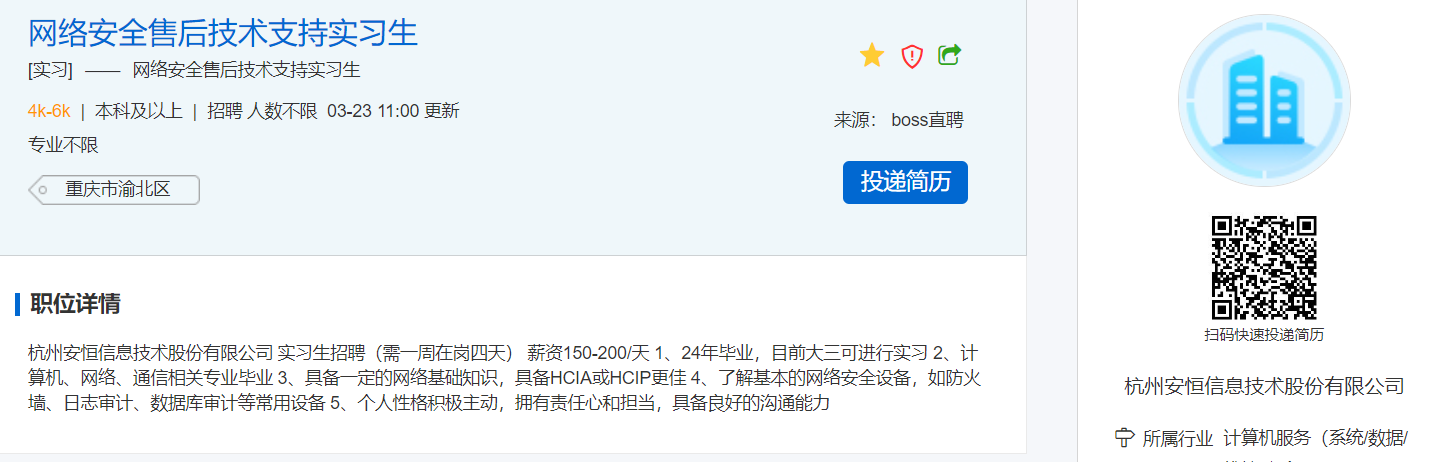 网络安全售后技术支持实习生
[实习] —— 网络安全售后技术支持实习生
4k-6k | 本科及以上 | 招聘 人数不限 03-23 11:00 更新
专业不限
重庆市渝北区
来源： boss直聘
投递简历
职位详情
杭州安恒信息技术股份有限公司 实习生招聘（需一周在岗四天） 薪资150-200/天 1、24年毕业，目前大三可进行实习 2、计
算机、网络、通信相关专业毕业 3、具备一定的网络基础知识，具备HCIA或HCIP更佳 4、了解基本的网络安全设备，如防火
墙、日志审计、数据库审计等常用设备 5、个人性格积极主动，拥有责任心和担当，具备良好的沟通能力
扫码快速投递简历
杭州安恒信息技术股份有限公司
所属行业 计算机服务（系统/数据/